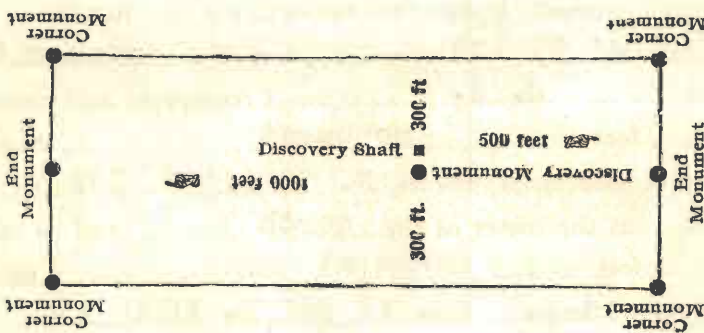 Corner
Monument
Corner
Monument
300 ft
500 feet
Discovery Shaft
End
Monument
Discovery Monument
End
Monument
1000 feet
300 ft.
Corner
Monument
Corner
Monument